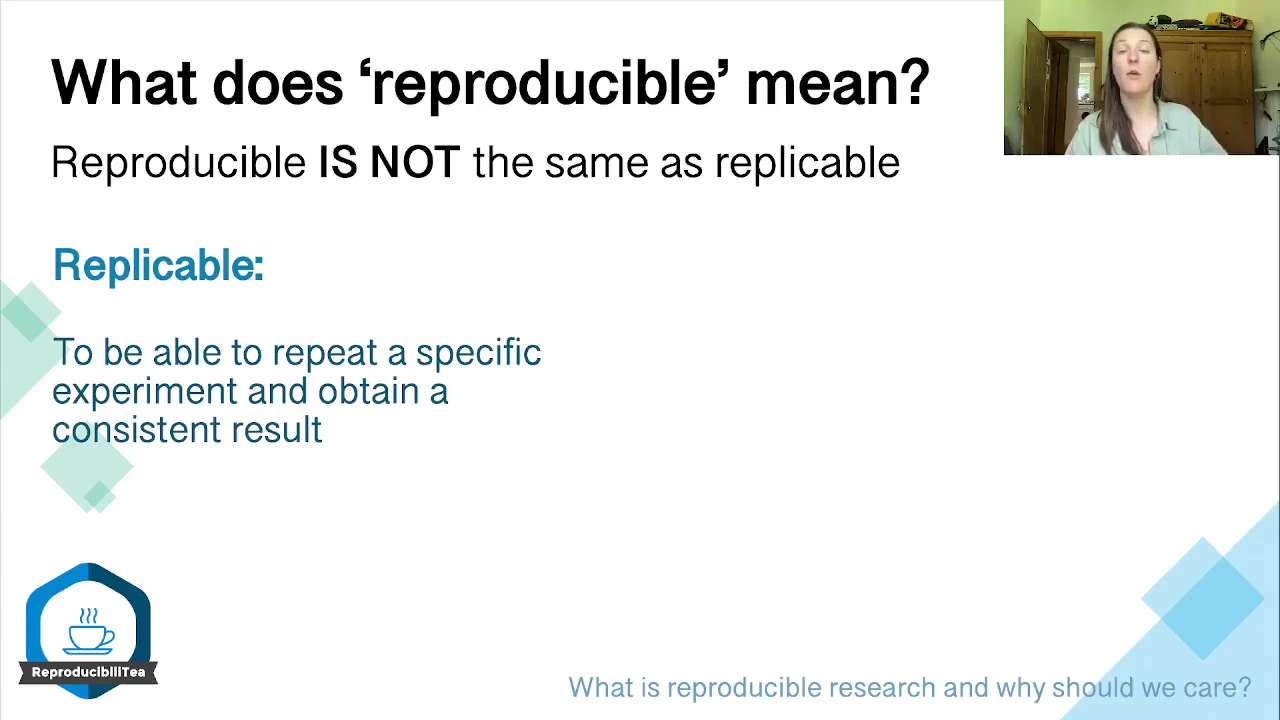 What does ‘reproducible’ mean?
Reproducible IS NOT the same as replicable
Replicable:
To be able to repeat a specific
experiment and obtain a
consistent result
ReproducibiliTea
What is reproducible research and why should we care?